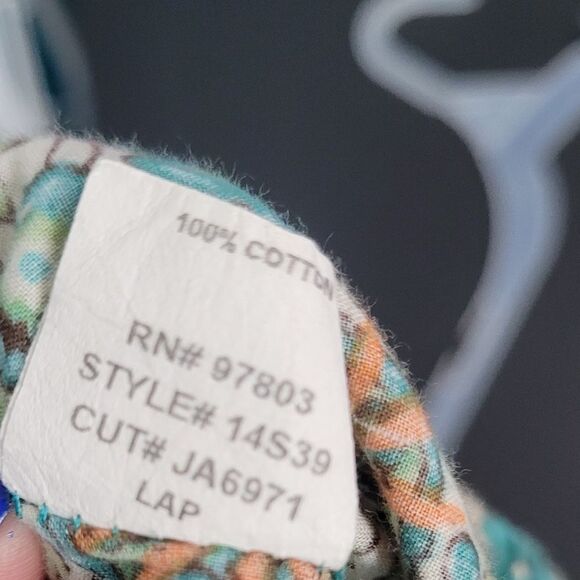 100% COTTON
RN# 97803
STYLE# 14S39
CUT# JA6971
LAP